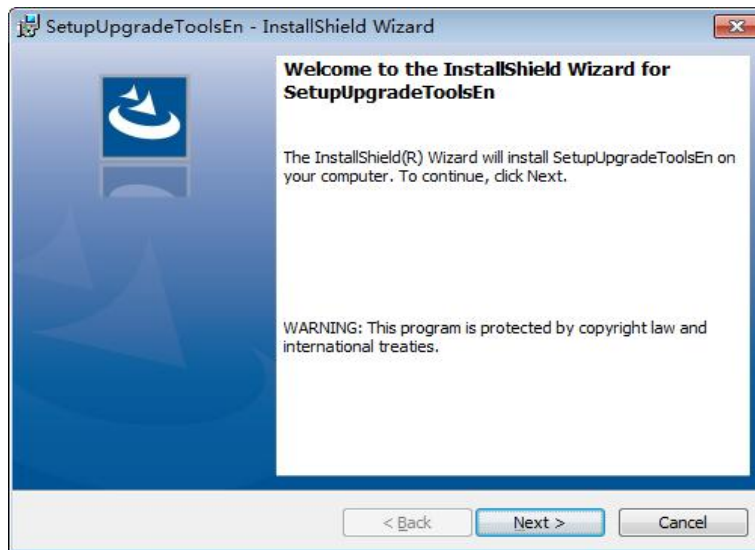 SetupUpgradeToolsEn - InstallShield Wizard
Welcome to the InstallShield Wizard for
SetupUpgradeToolsEn
The InstallShield(R) Wizard will install SetupUpgradeToolsEn on
your computer. To continue, click Next.
WARNING: This program is protected by copyright law and
international treaties.
< Back
Next >
Cancel